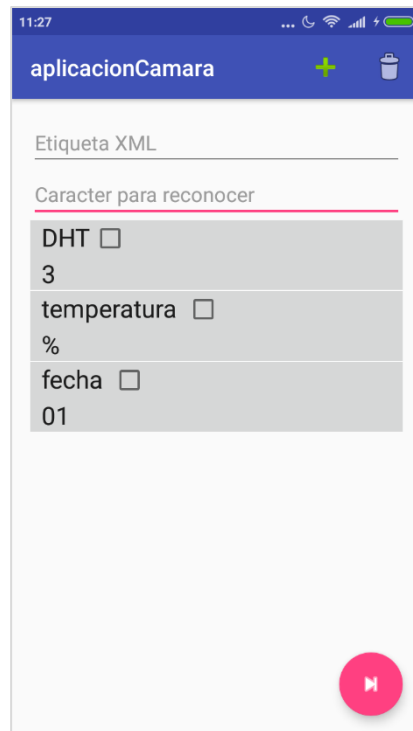 11:27
aplicacionCamara
Etiqueta XML
Caracter para reconocer
DHT
3
temperatura
%
fecha
01